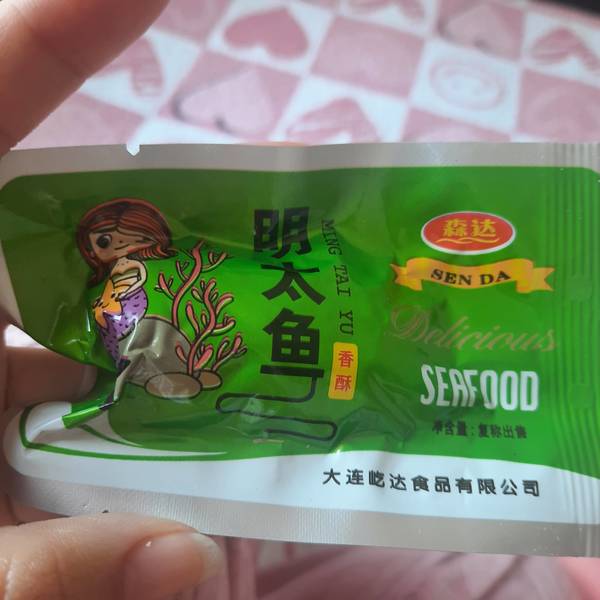 明太鱼
MING TAI YU
香酥
森达
SEN DA
Delicious
SEAFOOD
净含量:复称出售
大连屹达食品有限公司